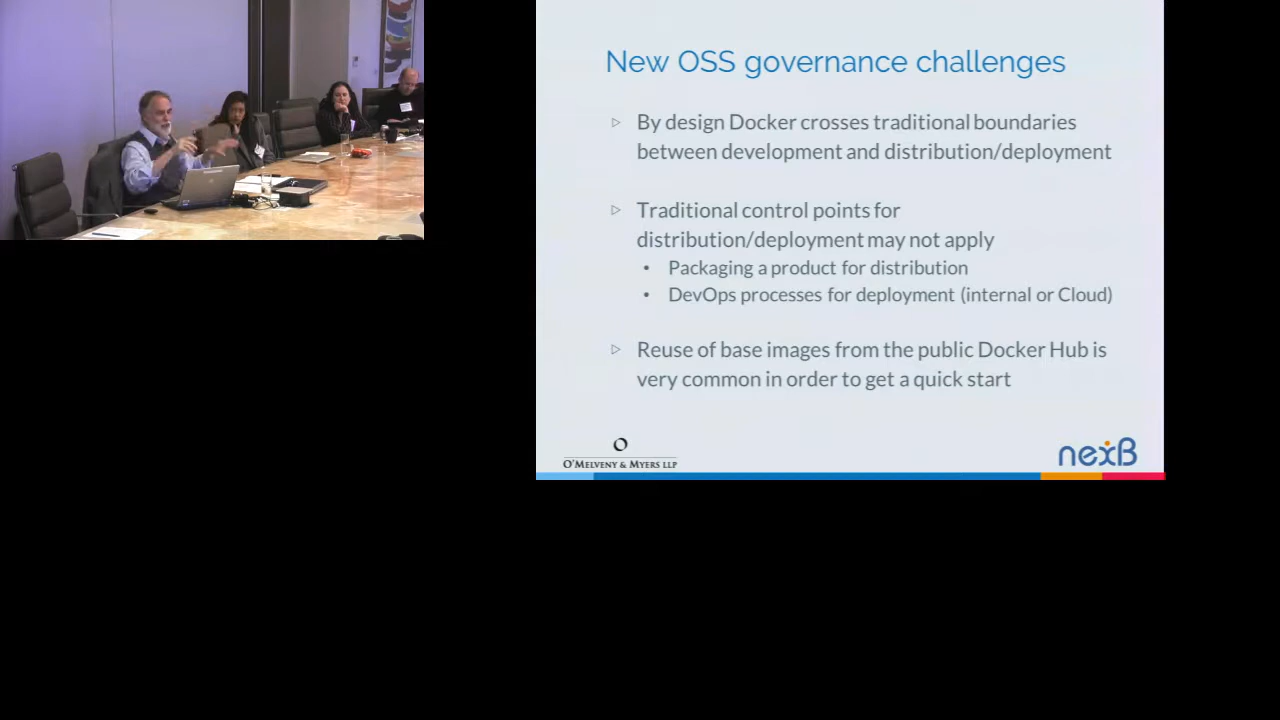 New OSS governance challenges
▹ By design Docker crosses traditional boundaries
between development and distribution/deployment
▹ Traditional control points for
distribution/deployment may not apply
• Packaging a product for distribution
• DevOps processes for deployment (internal or Cloud)
▹ Reuse of base images from the public Docker Hub is
very common in order to get a quick start
O
O'MELVENY & MYERS LLP
nexB